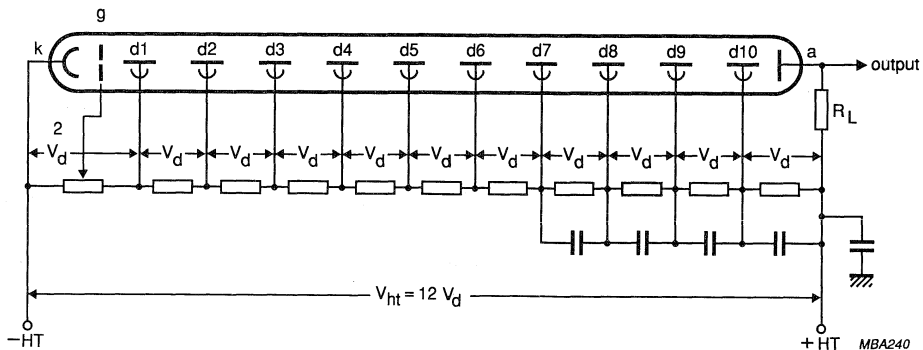 g
k d1 d2 d3 d4 d5 d6 d7 d8 d9 d10 a output
R_L
2
V_d V_d V_d V_d V_d V_d V_d V_d V_d V_d V_d
V_ht = 12 V_d
−HT +HT MBA240